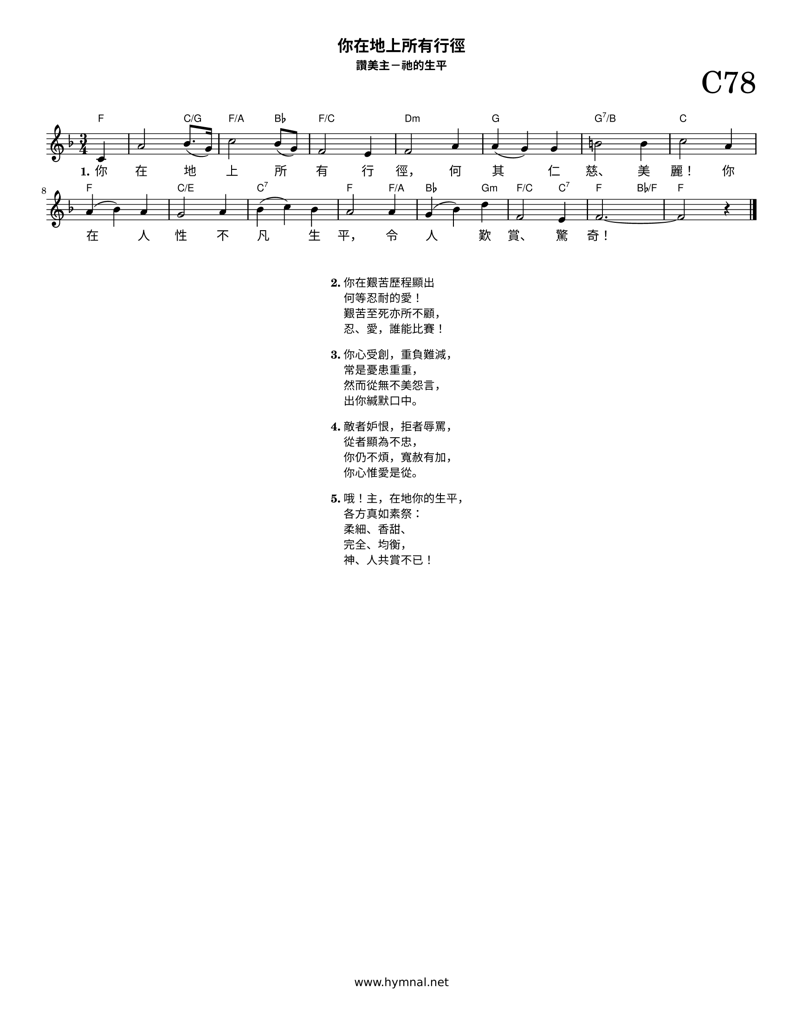 你在地上所有行徑
讚美主－祂的生平
C78
F C/G F/A B♭ F/C Dm G G7/B C
1. 你 在 地 上 所 有 行 徑， 何 其 仁 慈、 美 麗！ 你
8 F C/E C7 F F/A B♭ Gm F/C C7 F B♭/F F
在 人 性 不 凡 生 平， 令 人 歎 賞、 驚 奇！
2. 你在艱苦歷程顯出
何等忍耐的愛！
艱苦至死亦所不顧，
忍、愛，誰能比賽！
3. 你心受創，重負難減，
常是憂患重重，
然而從無不美怨言，
出你緘默口中。
4. 敵者妒恨，拒者辱罵，
從者顯為不忠，
你仍不煩，寬赦有加，
你心惟愛是從。
5. 哦！主，在地你的生平，
各方真如素祭：
柔細、香甜、
完全、均衡，
神、人共賞不已！
www.hymnal.net